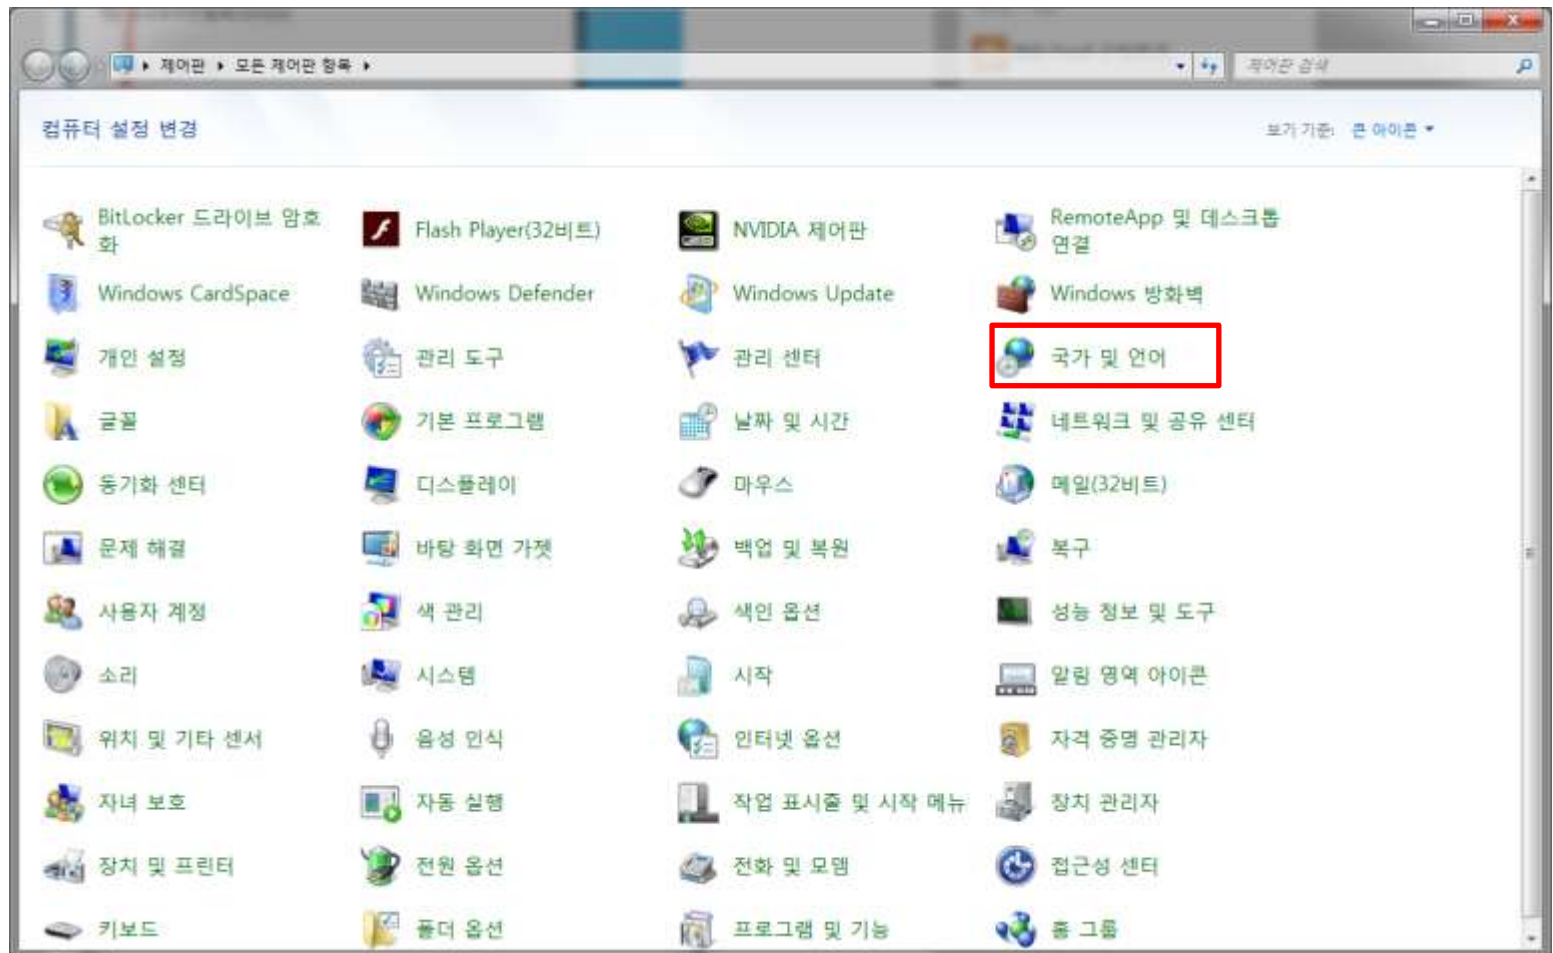 제어판 모든 제어판 항목
제어판 검색
컴퓨터 설정 변경
보기 기준: 큰 아이콘
BitLocker 드라이브 암호
화
Flash Player(32비트)
NVIDIA 제어판
RemoteApp 및 데스크톱
연결
Windows CardSpace
Windows Defender
Windows Update
Windows 방화벽
개인 설정
관리 도구
관리 센터
국가 및 언어
글꼴
기본 프로그램
날짜 및 시간
네트워크 및 공유 센터
동기화 센터
디스플레이
마우스
메일(32비트)
문제 해결
바탕 화면 가젯
백업 및 복원
복구
사용자 계정
색 관리
색인 옵션
성능 정보 및 도구
소리
시스템
시작
알림 영역 아이콘
위치 및 기타 센서
음성 인식
인터넷 옵션
자격 증명 관리자
자녀 보호
자동 실행
작업 표시줄 및 시작 메뉴
장치 관리자
장치 및 프린터
전원 옵션
전화 및 모뎀
접근성 센터
키보드
폴더 옵션
프로그램 및 기능
홈 그룹